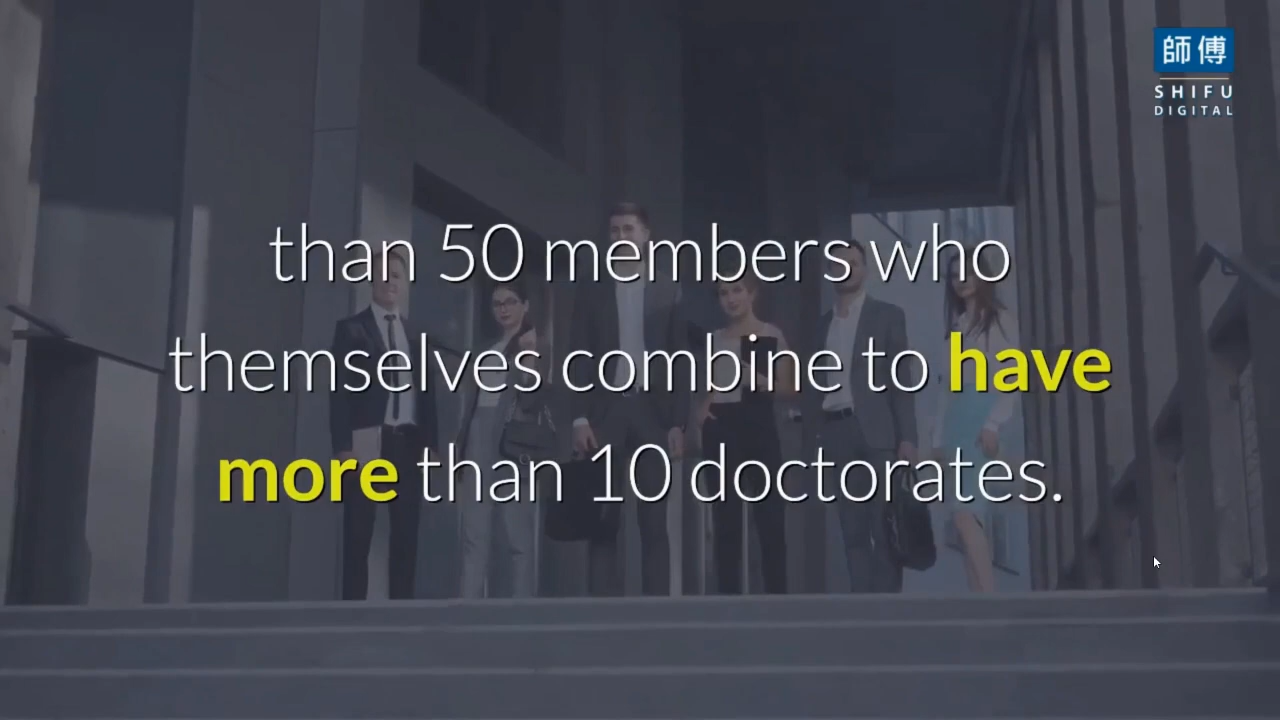 師傅
SHIFU
DIGITAL
than 50 members who
themselves combine to have
more than 10 doctorates.